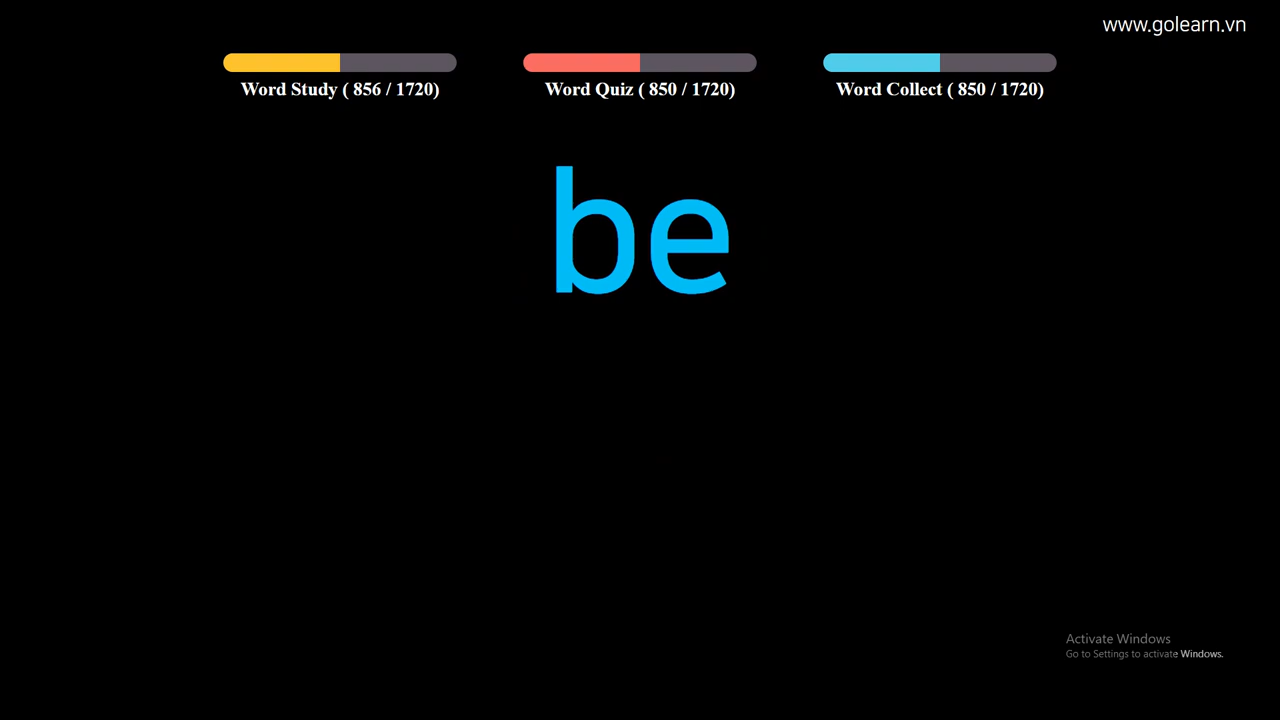 www.golearn.vn
Word Study ( 856 / 1720)
Word Quiz ( 850 / 1720)
Word Collect ( 850 / 1720)
be
Activate Windows
Go to Settings to activate Windows.